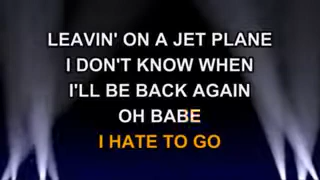 LEAVIN' ON A JET PLANE
I DON'T KNOW WHEN
I'LL BE BACK AGAIN
OH BABE
I HATE TO GO